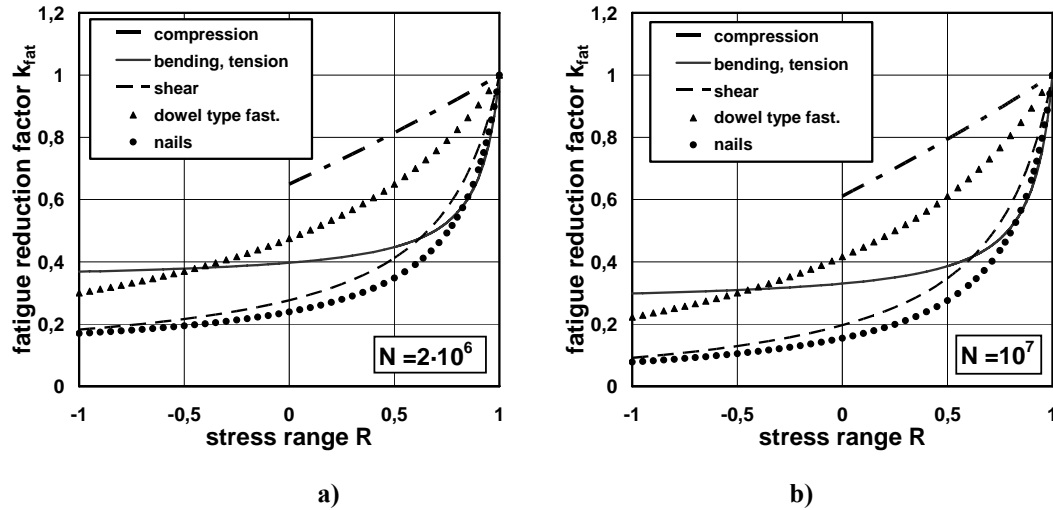 fatigue reduction factor kfat
1,2
1
0,8
0,6
0,4
0,2
0
compression
bending, tension
shear
dowel type fast.
nails
N =2·10⁶
-1 -0,5 0 0,5 1
stress range R
a)
fatigue reduction factor kfat
1,2
1
0,8
0,6
0,4
0,2
0
compression
bending, tension
shear
dowel type fast.
nails
N =10⁷
-1 -0,5 0 0,5 1
stress range R
b)